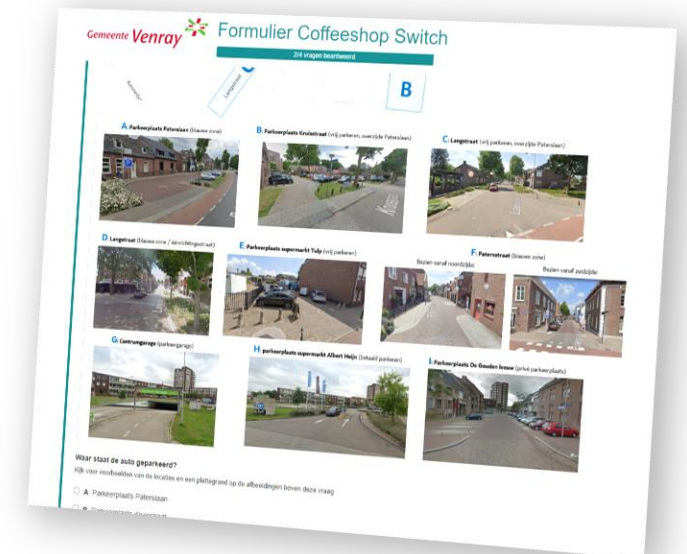 Gemeente Venray
Formulier Coffeeshop Switch
2/4 vragen beantwoord
Langstraat
B
A: Parkeerplaats Paterslaan (blauwe zone)
B: Parkeerplaats Kruisstraat (vrij parkeren, overzijde Paterslaan)
C: Langstraat (vrij parkeren, overzijde Paterslaan)
D: Langstraat (blauwe zone / éénrichtingsstraat)
E: Parkeerplaats supermarkt Tulp (vrij parkeren)
F: Paterstraat (blauwe zone)
Bezien vanaf noordzijde
Bezien vanaf zuidzijde
G: Centrumgarage (parkeergarage)
H: parkeerplaats supermarkt Albert Heijn (betaald parkeren)
I: Parkeerplaats De Gouden leeuw (privé parkeerplaats)
Waar staat de auto geparkeerd?
Kijk voor voorbeelden van de locaties en een plattegrond op de afbeeldingen boven deze vraag
A: Parkeerplaats Paterslaan